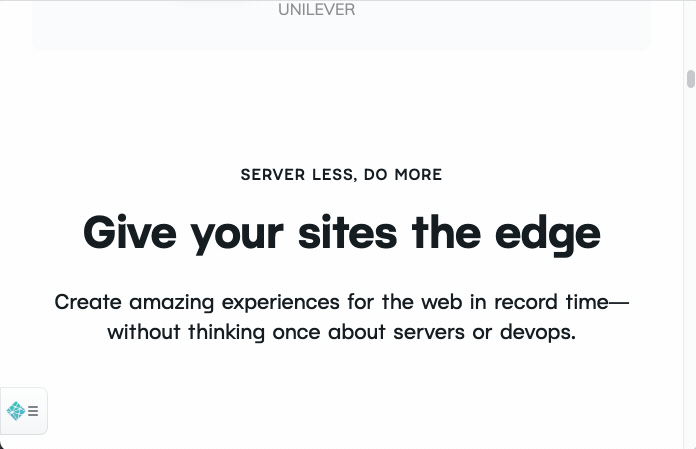 UNILEVER
SERVER LESS, DO MORE
Give your sites the edge
Create amazing experiences for the web in record time—
without thinking once about servers or devops.